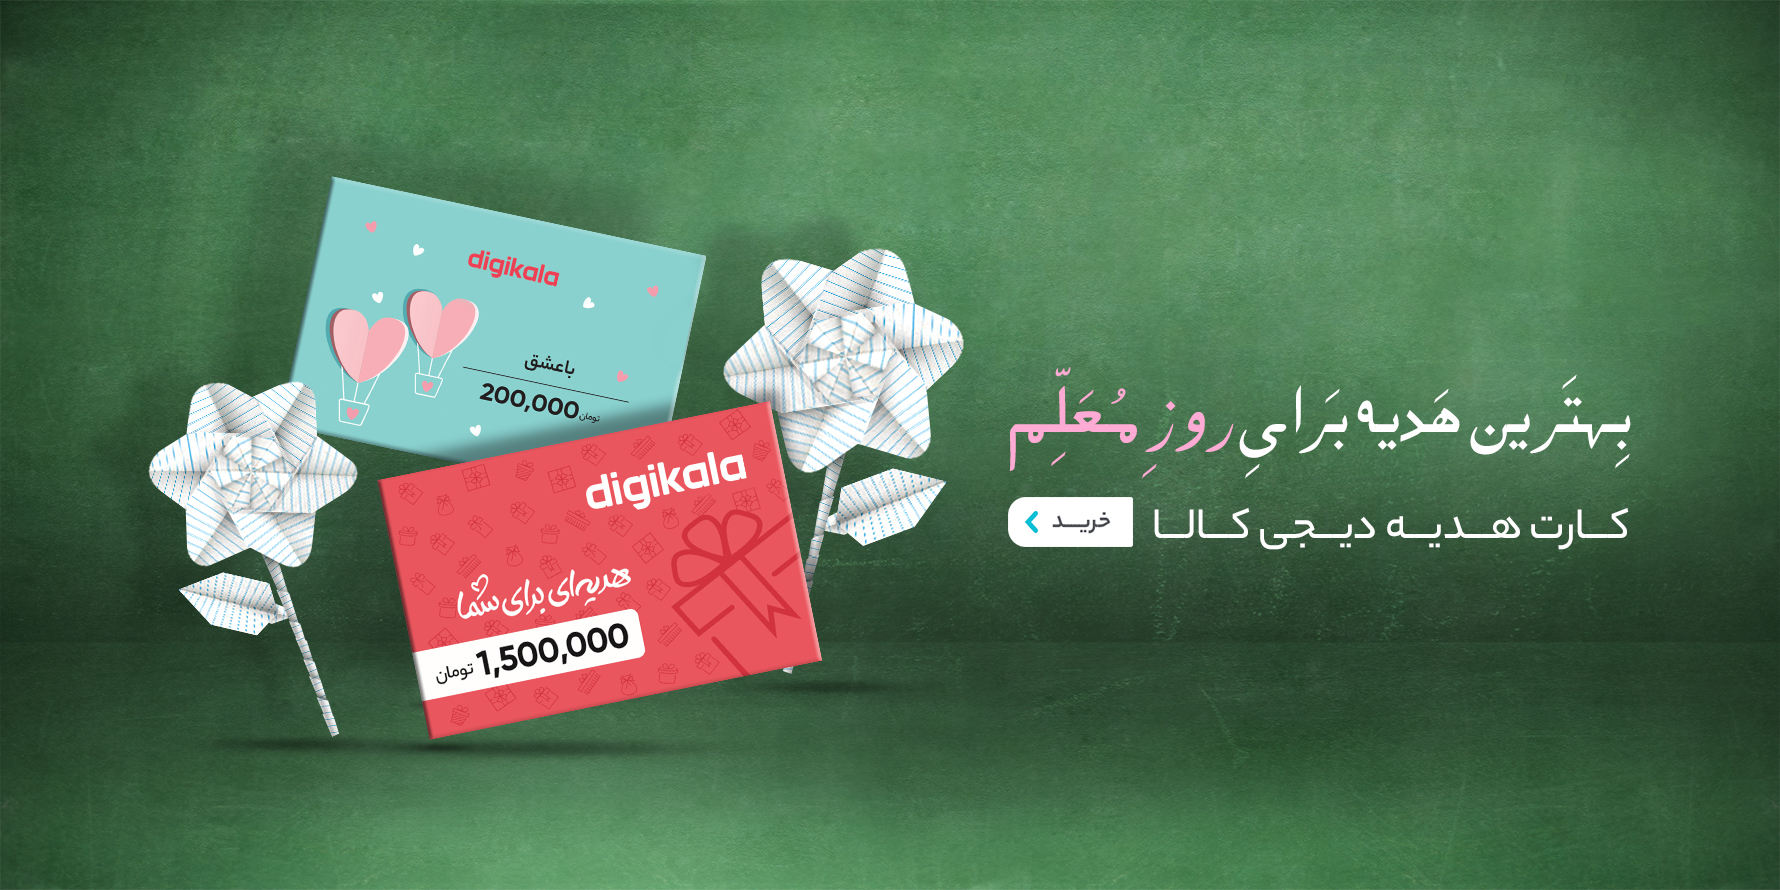 بِهتَرین هَدیه بَرایِ روزِ مُعَلِّم
کارت هدیه دیجی کالا
خرید
digikala
باعشق
200,000 تومان
digikala
هدیه‌ای برای شما
1,500,000 تومان